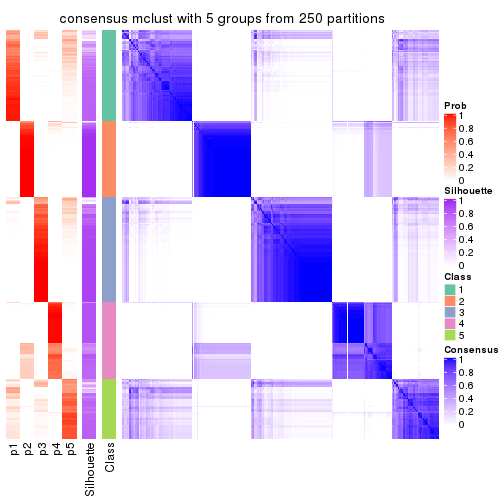 consensus mclust with 5 groups from 250 partitions
Prob
1
0.8
0.6
0.4
0.2
0
Silhouette
1
0.8
0.6
0.4
0.2
0
Class
1
2
3
4
5
Consensus
1
0.8
0.6
0.4
0.2
0
p1
p2
p3
p4
p5
Silhouette
Class